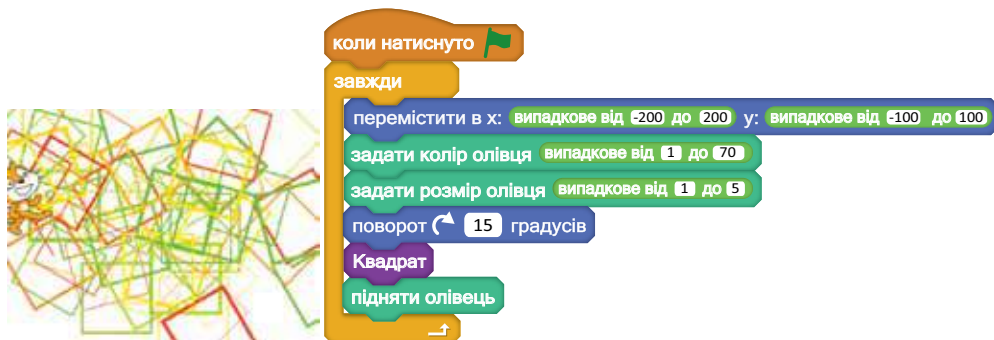 коли натиснуто
завжди
перемістити в x: випадкове від -200 до 200 y: випадкове від -100 до 100
задати колір олівця випадкове від 1 до 70
задати розмір олівця випадкове від 1 до 5
поворот 15 градусів
Квадрат
підняти олівець